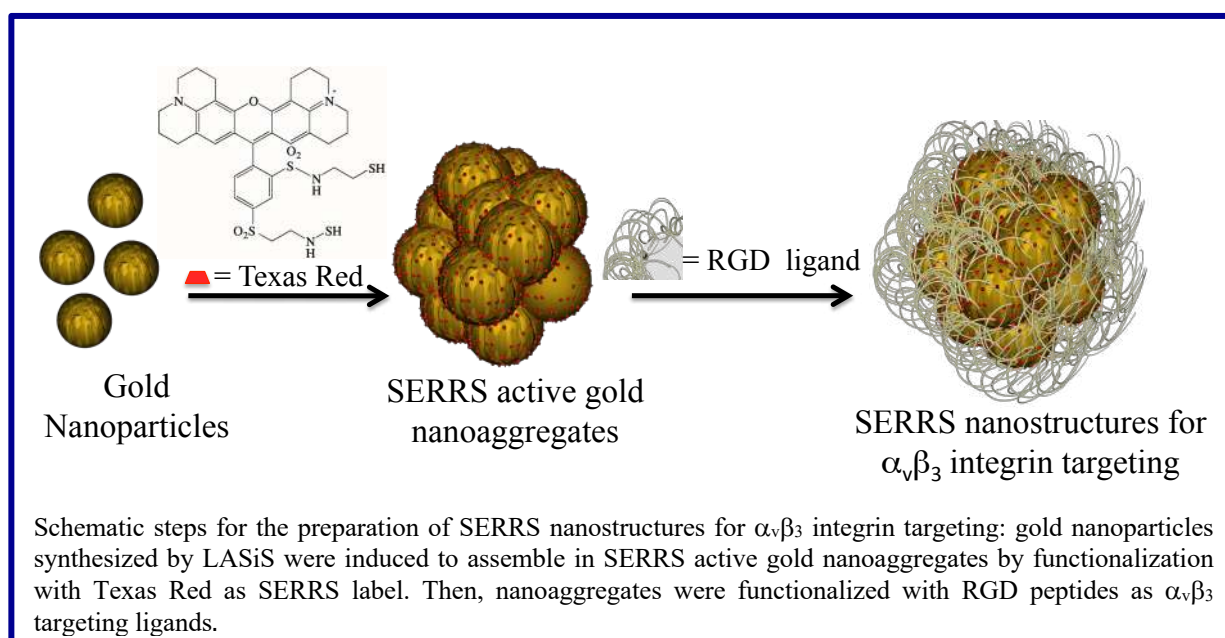 N
O
N+
O2
S
N
H
SH
O2S
N
H
SH
= Texas Red
= RGD ligand
Gold
Nanoparticles
SERRS active gold
nanoaggregates
SERRS nanostructures for
αvβ3 integrin targeting
Schematic steps for the preparation of SERRS nanostructures for αvβ3 integrin targeting: gold nanoparticles
synthesized by LASiS were induced to assemble in SERRS active gold nanoaggregates by functionalization
with Texas Red as SERRS label. Then, nanoaggregates were functionalized with RGD peptides as αvβ3
targeting ligands.